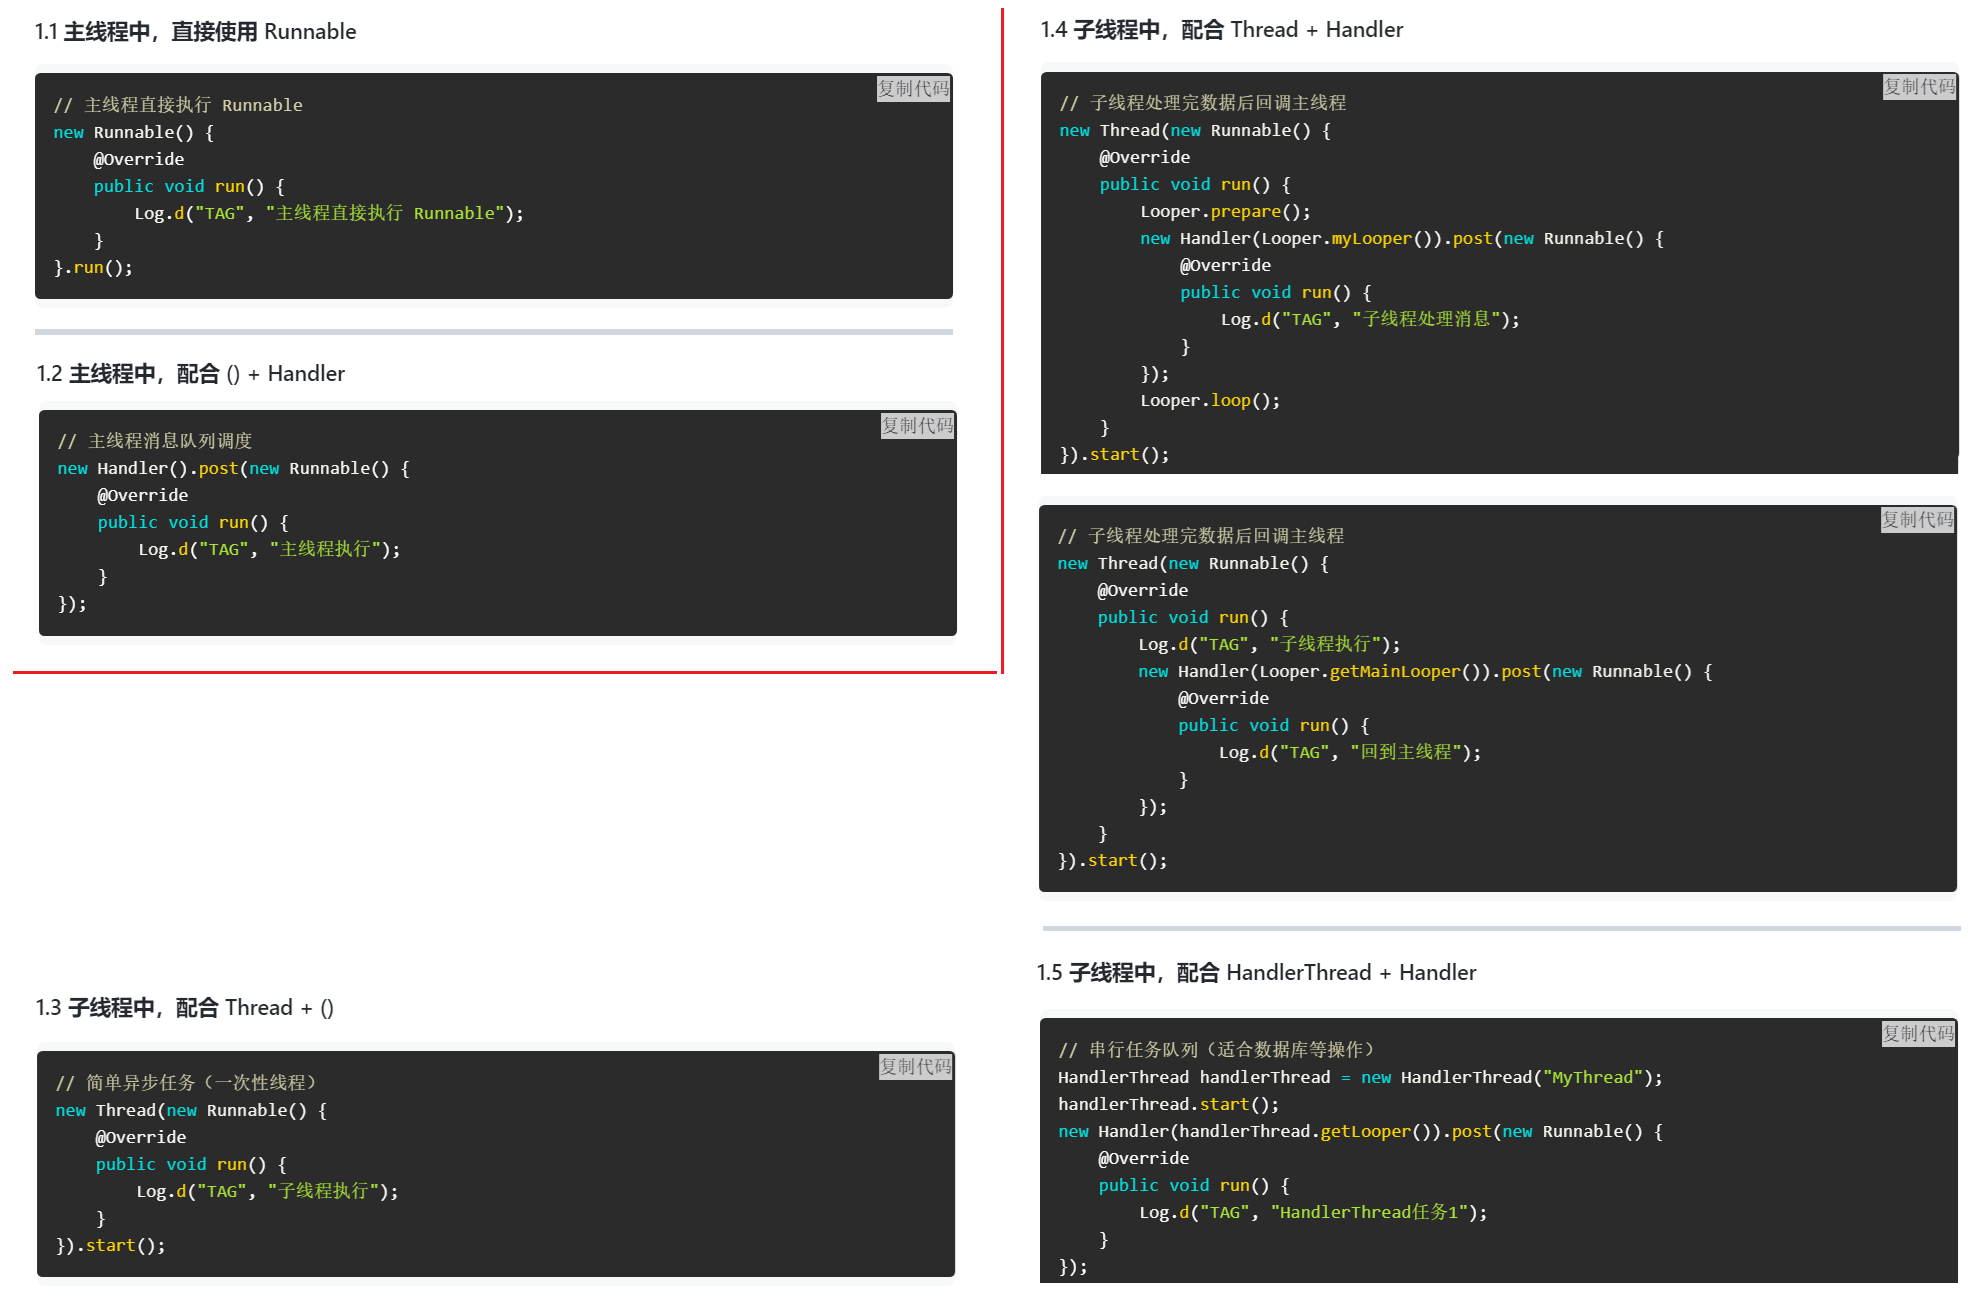 1.1 主线程中，直接使用 Runnable
复制代码
// 主线程直接执行 Runnable
new Runnable() {
    @Override
    public void run() {
        Log.d("TAG", "主线程直接执行 Runnable");
    }
}.run();
1.2 主线程中，配合 () + Handler
复制代码
// 主线程消息队列调度
new Handler().post(new Runnable() {
    @Override
    public void run() {
        Log.d("TAG", "主线程执行");
    }
});
1.3 子线程中，配合 Thread + ()
复制代码
// 简单异步任务（一次性线程）
new Thread(new Runnable() {
    @Override
    public void run() {
        Log.d("TAG", "子线程执行");
    }
}).start();
1.4 子线程中，配合 Thread + Handler
复制代码
// 子线程处理完数据后回调主线程
new Thread(new Runnable() {
    @Override
    public void run() {
        Looper.prepare();
        new Handler(Looper.myLooper()).post(new Runnable() {
            @Override
            public void run() {
                Log.d("TAG", "子线程处理消息");
            }
        });
        Looper.loop();
    }
}).start();
复制代码
// 子线程处理完数据后回调主线程
new Thread(new Runnable() {
    @Override
    public void run() {
        Log.d("TAG", "子线程执行");
        new Handler(Looper.getMainLooper()).post(new Runnable() {
            @Override
            public void run() {
                Log.d("TAG", "回到主线程");
            }
        });
    }
}).start();
1.5 子线程中，配合 HandlerThread + Handler
复制代码
// 串行任务队列（适合数据库等操作）
HandlerThread handlerThread = new HandlerThread("MyThread");
handlerThread.start();
new Handler(handlerThread.getLooper()).post(new Runnable() {
    @Override
    public void run() {
        Log.d("TAG", "HandlerThread任务1");
    }
});